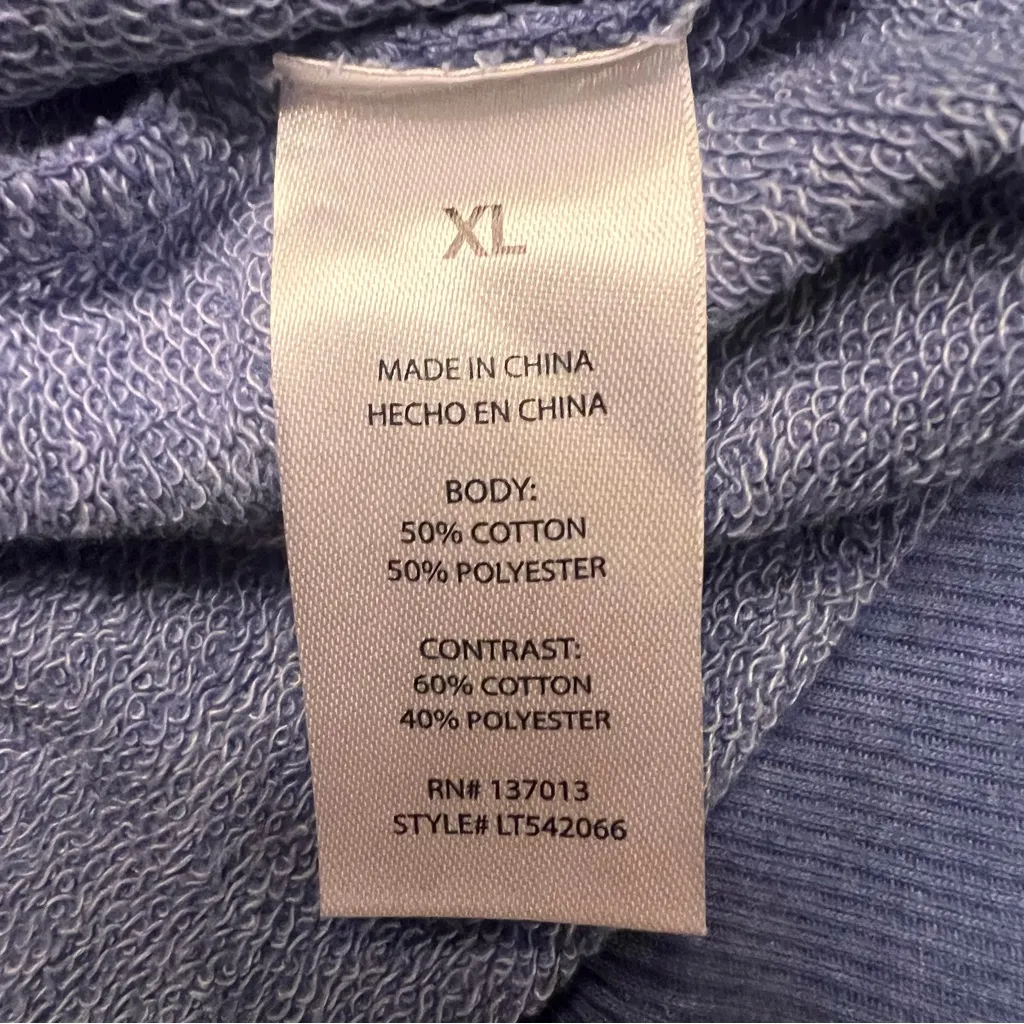 XL
MADE IN CHINA
HECHO EN CHINA
BODY:
50% COTTON
50% POLYESTER
CONTRAST:
60% COTTON
40% POLYESTER
RN# 137013
STYLE# LT542066